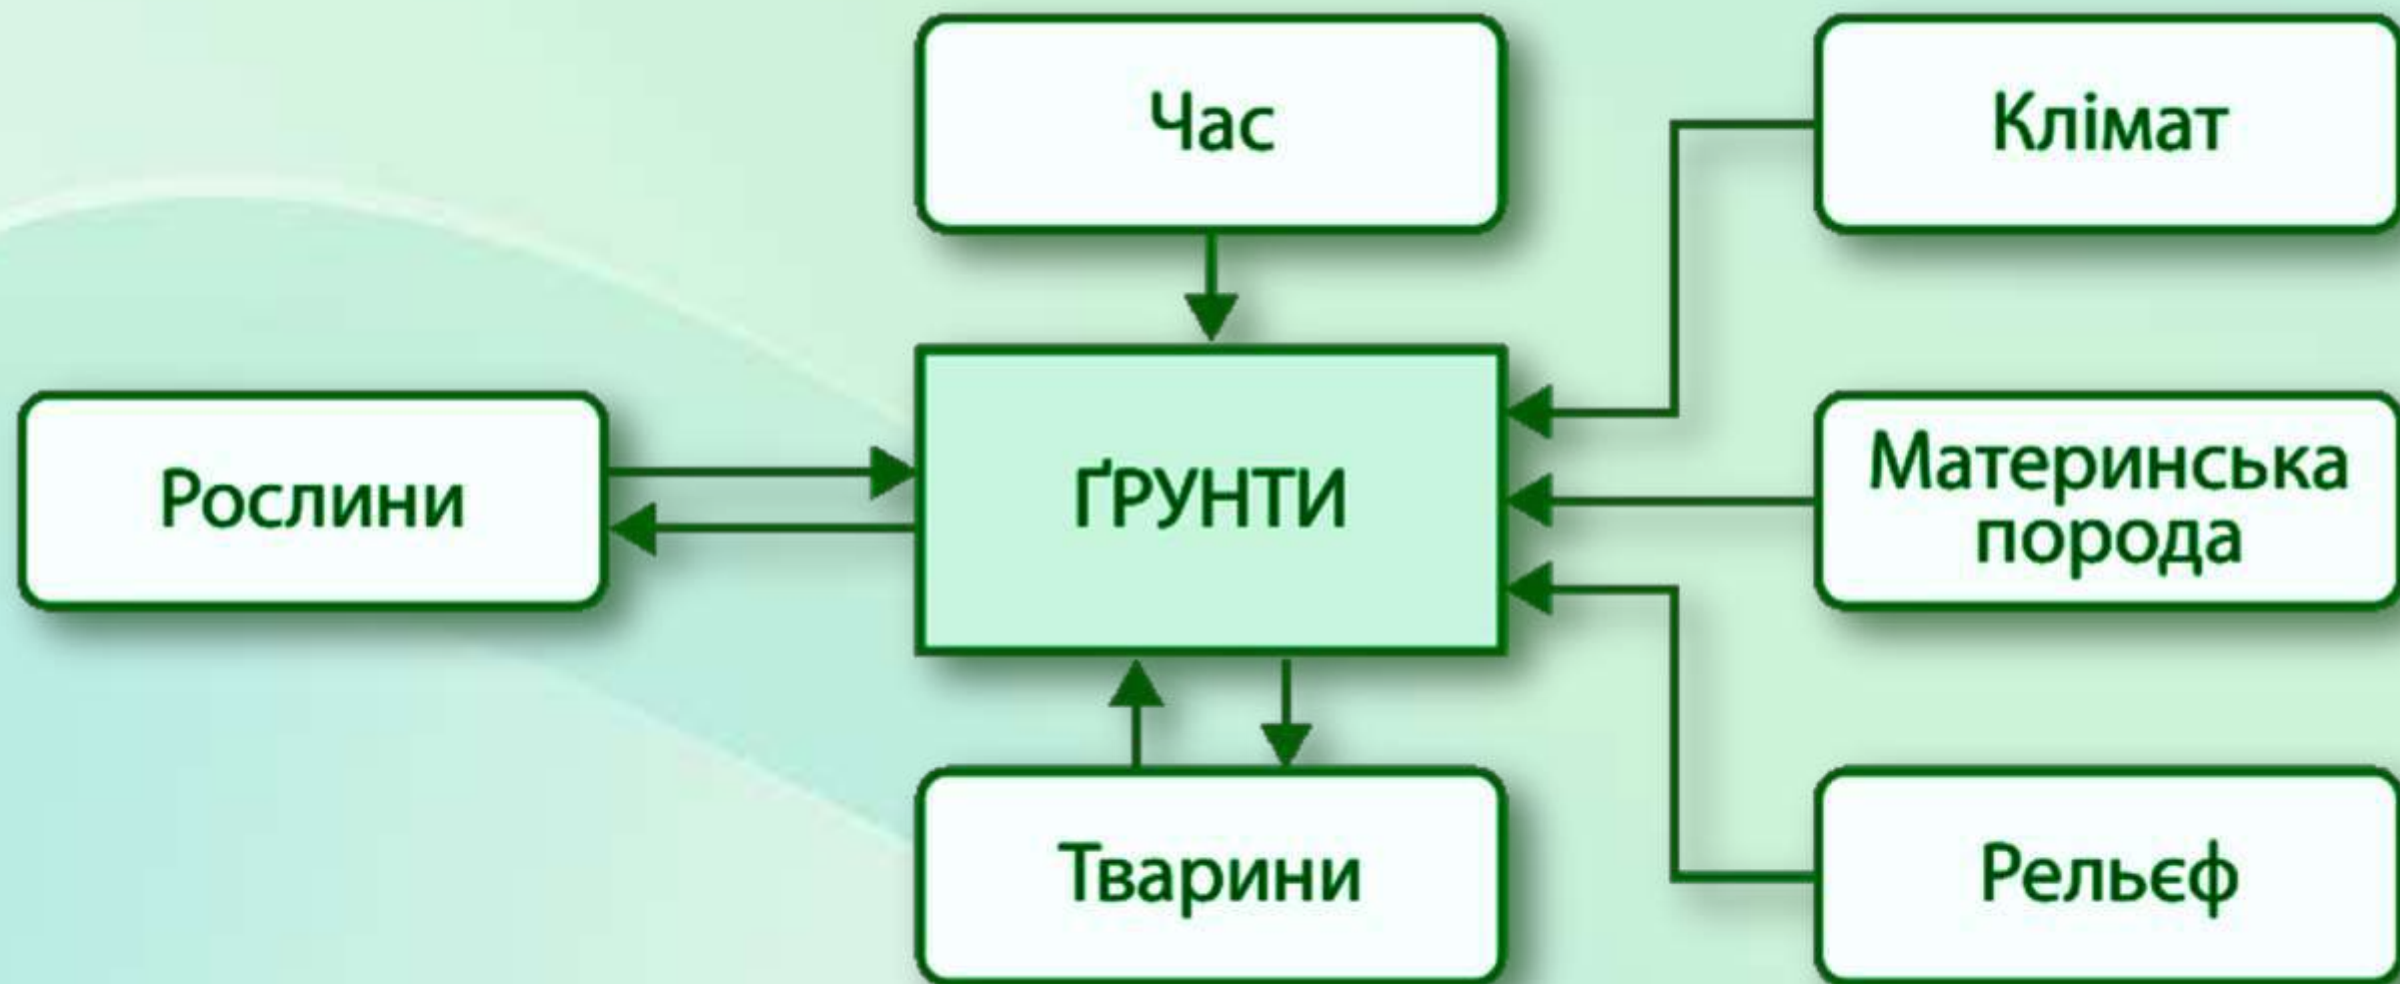 Час
Клімат
Рослини
ҐРУНТИ
Материнська
порода
Тварини
Рельєф